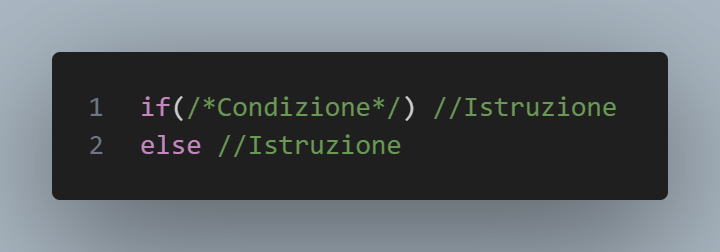 1 if(/*Condizione*/) //Istruzione
2 else //Istruzione